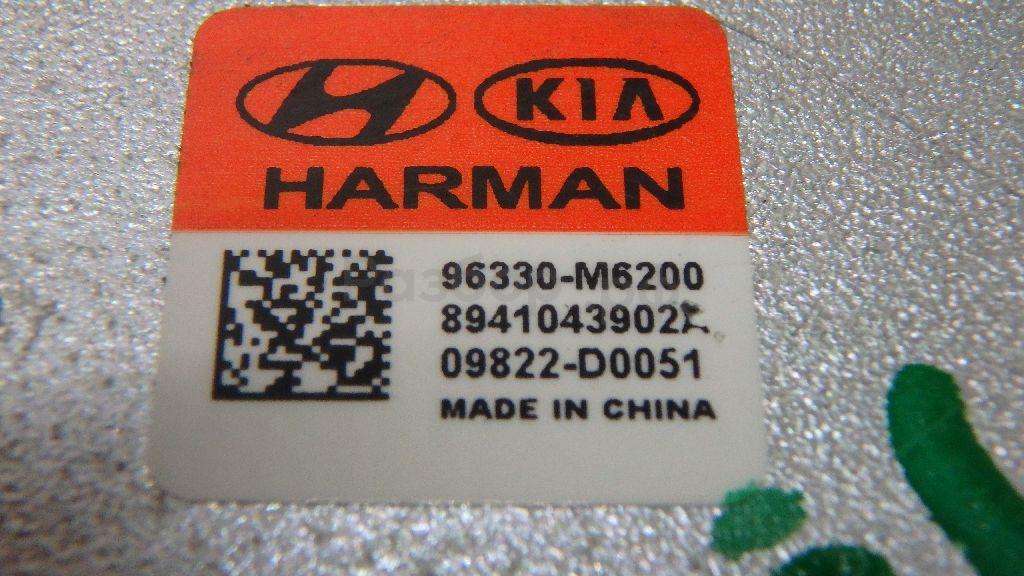 KIA
HARMAN
96330-M6200
8941043902
09822-D0051
MADE IN CHINA